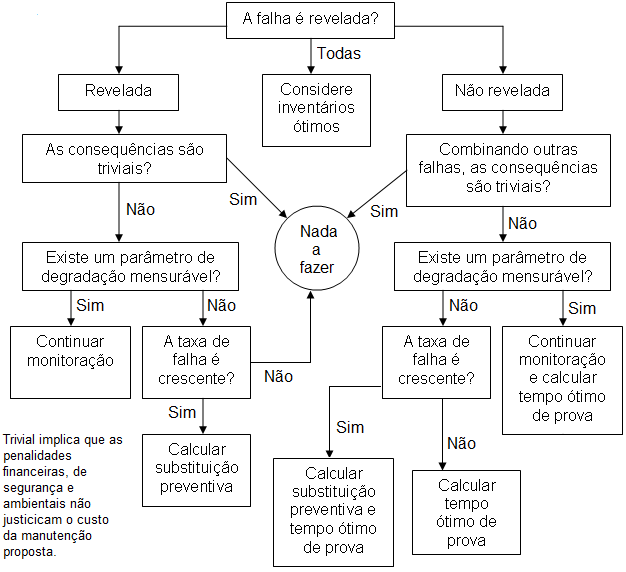 A falha é revelada?
Todas
Revelada
Considere
inventários
ótimos
Não revelada
As consequências são
triviais?
Combinando outras
falhas, as consequências
são triviais?
Sim
Sim
Não
Não
Nada
a
fazer
Existe um parâmetro de
degradação mensurável?
Existe um parâmetro de
degradação mensurável?
Sim
Não
Não
Sim
Continuar
monitoração
A taxa de
falha é
crescente?
Não
A taxa de
falha é
crescente?
Continuar
monitoração
e calcular
tempo ótimo
de prova
Sim
Sim
Não
Trivial implica que as
penalidades
financeiras, de
segurança e
ambientais não
justicicam o custo
da manutenção
proposta.
Calcular
substituição
preventiva
Calcular
substituição
preventiva e
tempo ótimo
de prova
Calcular
tempo
ótimo de
prova